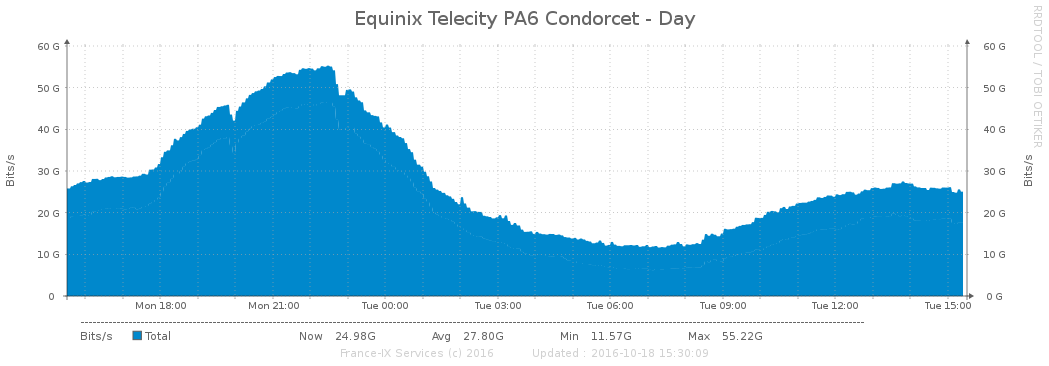 Equinix Telecity PA6 Condorcet - Day
RRDTOOL / TOBI OETIKER
60 G 60 G
50 G 50 G
40 G 40 G
30 G 30 G
20 G 20 G
10 G 10 G
0 0 G
Bits/s
Bits/s
Mon 18:00 Mon 21:00 Tue 00:00 Tue 03:00 Tue 06:00 Tue 09:00 Tue 12:00 Tue 15:00
Bits/s Total Now 24.98G Avg 27.80G Min 11.57G Max 55.22G
France-IX Services (c) 2016 Updated : 2016-10-18 15:30:09